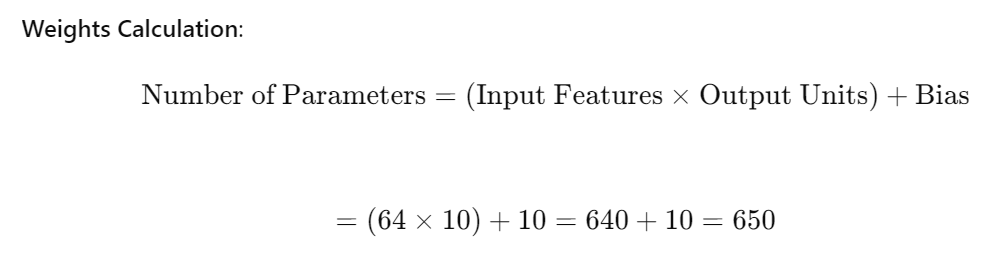 Weights Calculation:
Number of Parameters = (Input Features × Output Units) + Bias
= (64 × 10) + 10 = 640 + 10 = 650